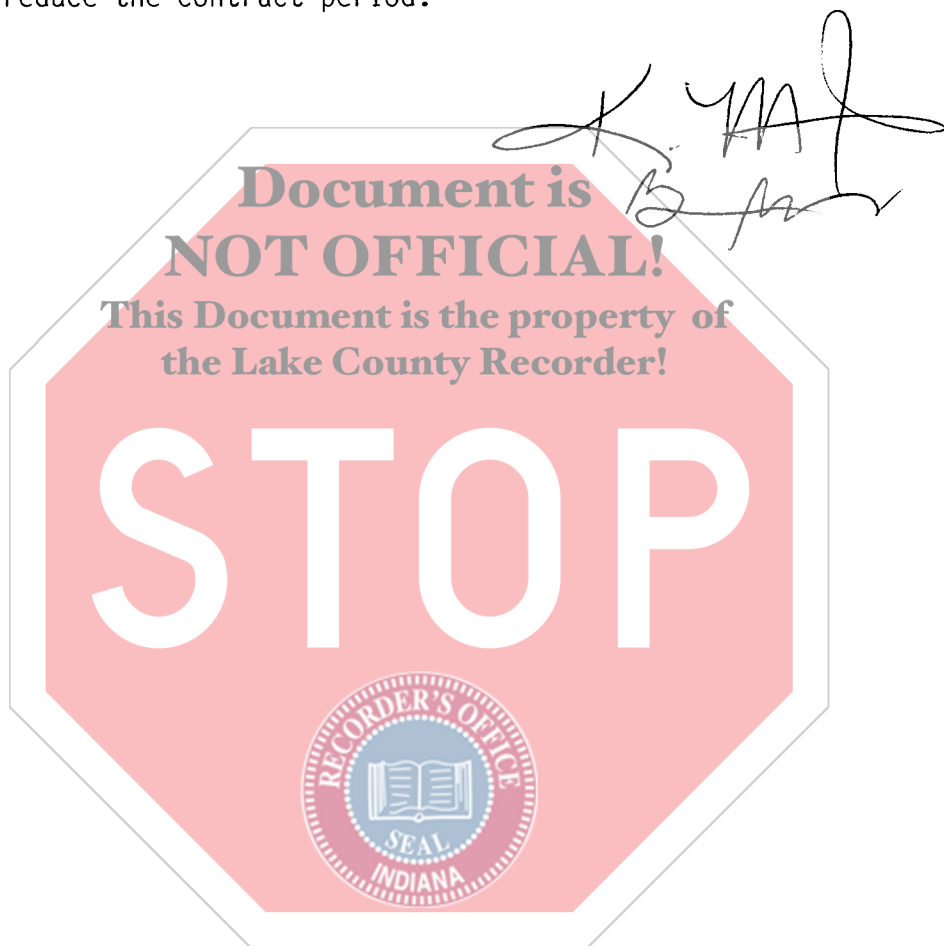 reduce the contract period.
Document is
NOT OFFICIAL!
This Document is the property of
the Lake County Recorder!
STOP
RECORDER'S OFFICE
SEAL
INDIANA